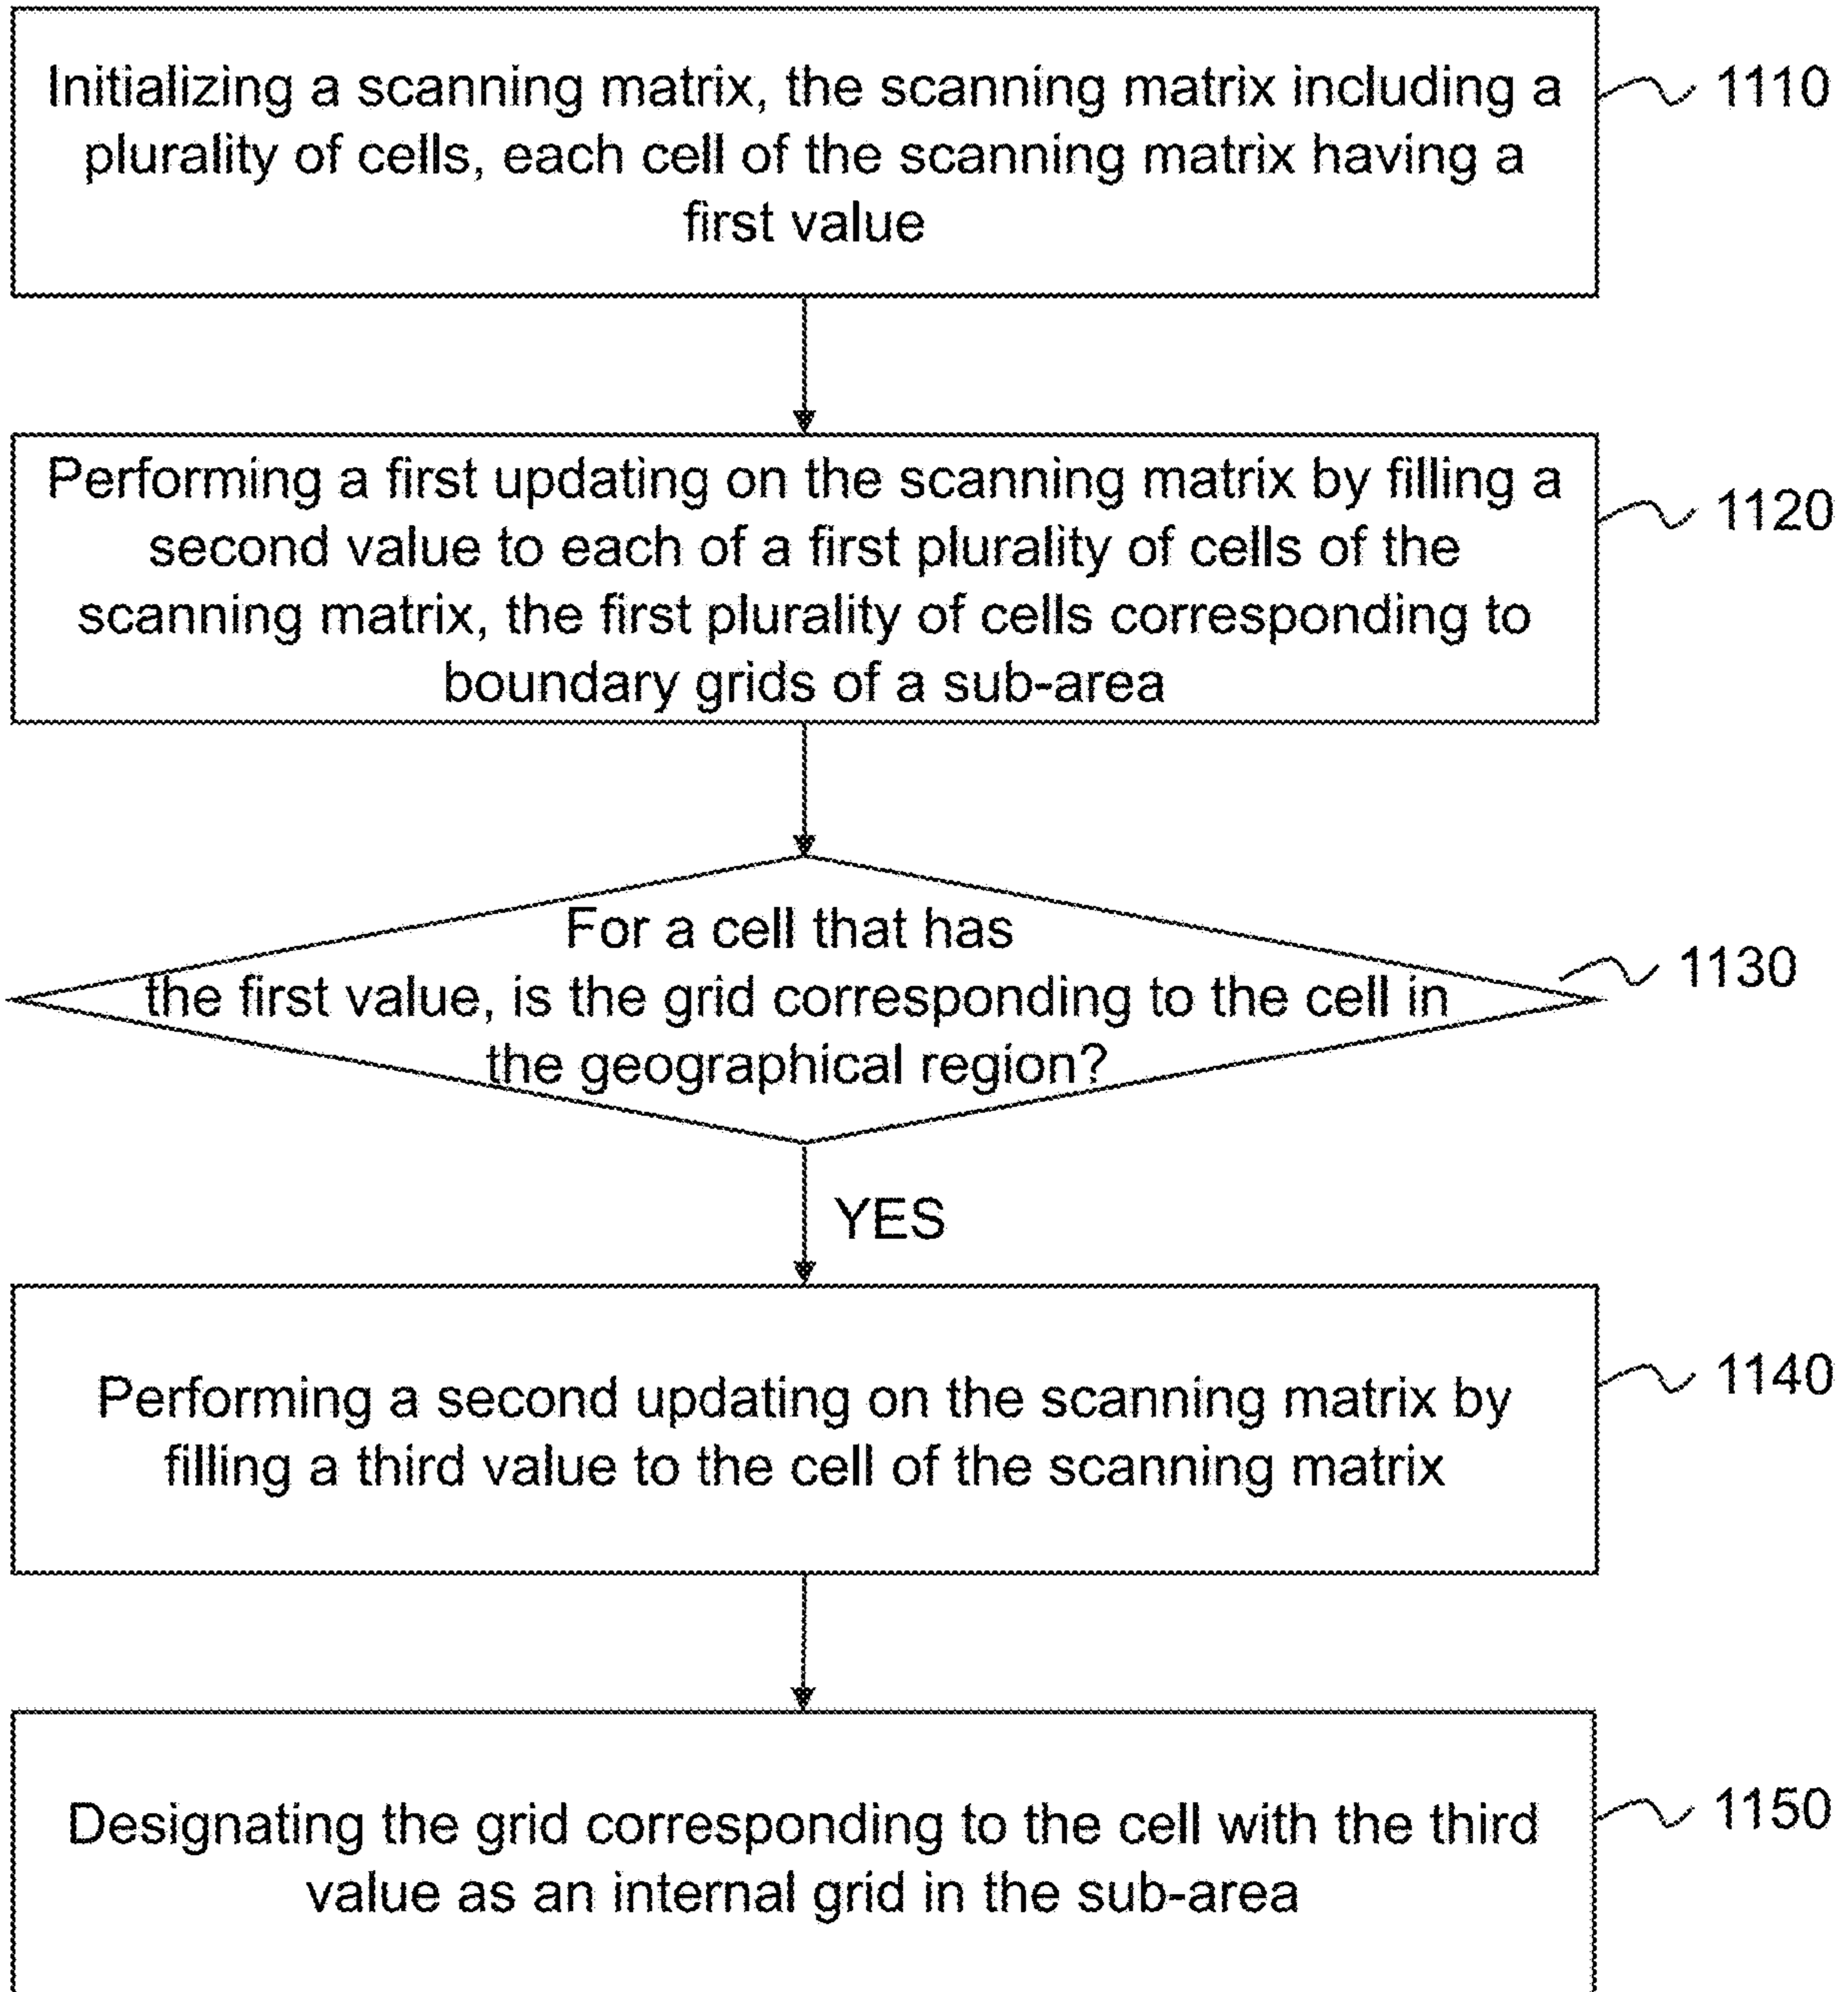 Initializing a scanning matrix, the scanning matrix including a
plurality of cells, each cell of the scanning matrix having a
first value
1110
Performing a first updating on the scanning matrix by filling a
second value to each of a first plurality of cells of the
scanning matrix, the first plurality of cells corresponding to
boundary grids of a sub-area
1120
For a cell that has
the first value, is the grid corresponding to the cell in
the geographical region?
1130
YES
Performing a second updating on the scanning matrix by
filling a third value to the cell of the scanning matrix
1140
Designating the grid corresponding to the cell with the third
value as an internal grid in the sub-area
1150